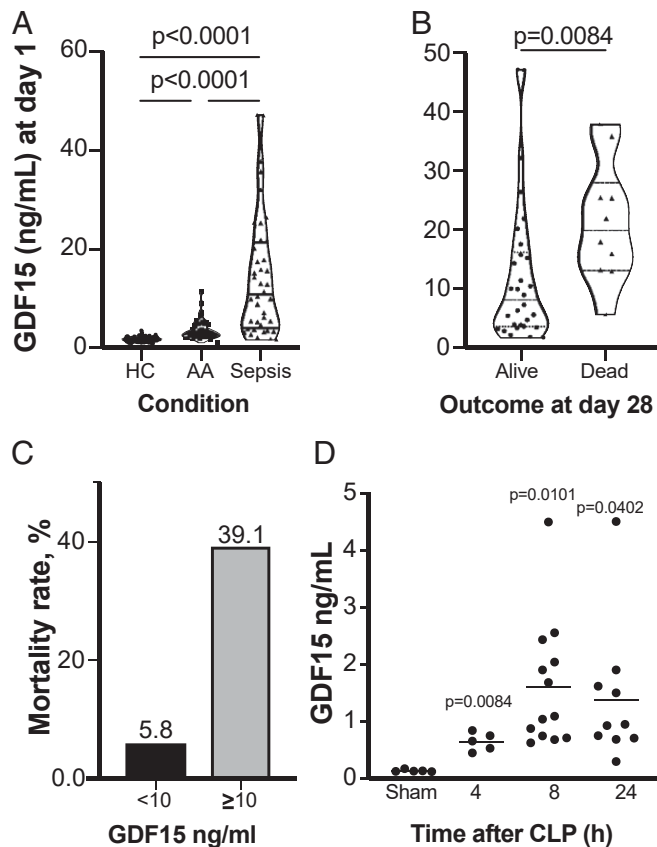 A
GDF15 (ng/mL) at day 1
60
40
20
0
p<0.0001
p<0.0001
HC AA Sepsis
Condition
B
50
40
30
20
10
0
p=0.0084
Alive Dead
Outcome at day 28
C
Mortality rate, %
40
20
0.0
5.8
39.1
<10 ≥10
GDF15 ng/ml
D
GDF15 ng/mL
5
4
3
2
1
0
p=0.0084
p=0.0101
p=0.0402
Sham 4 8 24
Time after CLP (h)